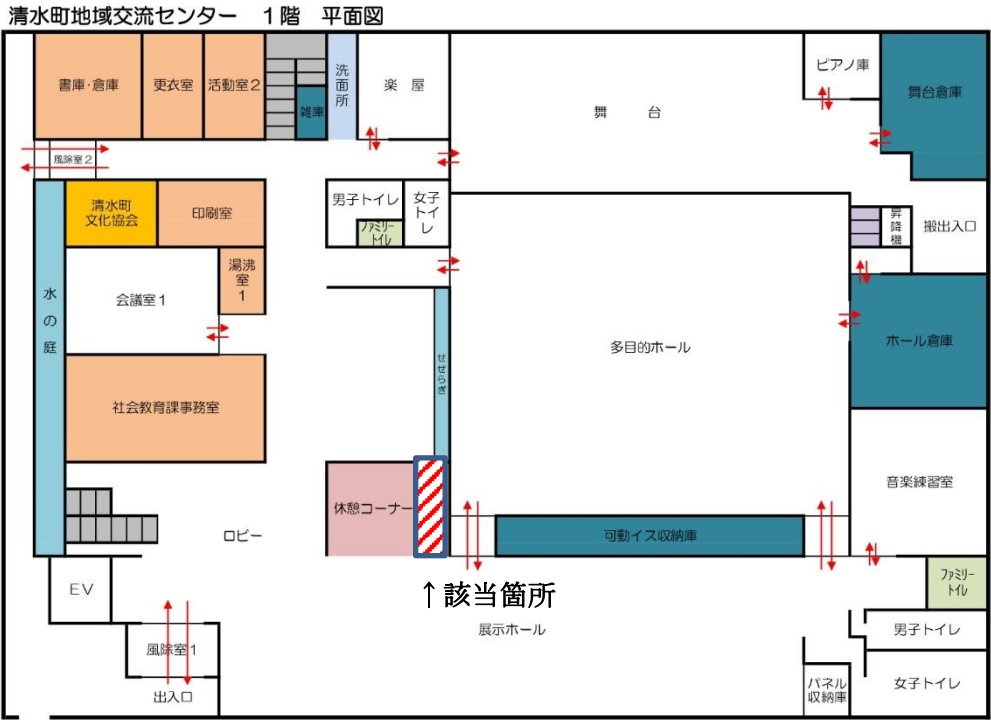 清水町地域交流センター　１階　平面図
書庫・倉庫
更衣室
活動室２
雑庫
洗面所
楽　屋
舞　　台
ピアノ庫
舞台倉庫
風除室２
清水町
文化協会
印刷室
男子トイレ
女子トイレ
ファミリー
トイレ
昇降機
搬出入口
湯沸室１
会議室１
水の庭
せせらぎ
多目的ホール
ホール倉庫
社会教育課事務室
休憩コーナー
音楽練習室
ロビー
可動イス収納庫
ＥＶ
↑該当箇所
ファミリー
トイレ
展示ホール
男子トイレ
風除室１
出入口
パネル
収納庫
女子トイレ